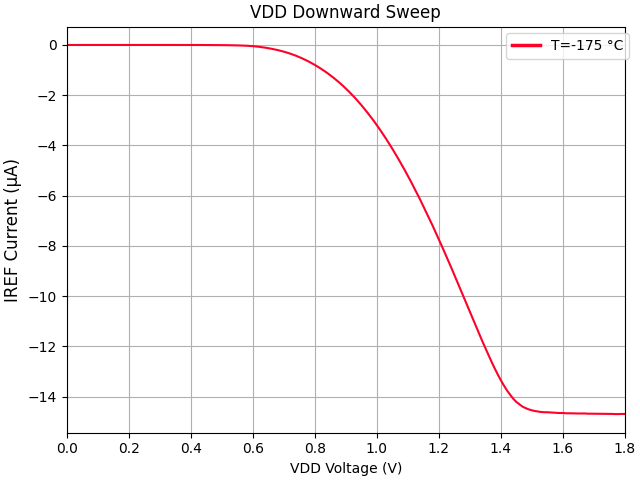 VDD Downward Sweep
T=-175 °C
IREF Current (μA)
0
−2
−4
−6
−8
−10
−12
−14
0.0 0.2 0.4 0.6 0.8 1.0 1.2 1.4 1.6 1.8
VDD Voltage (V)